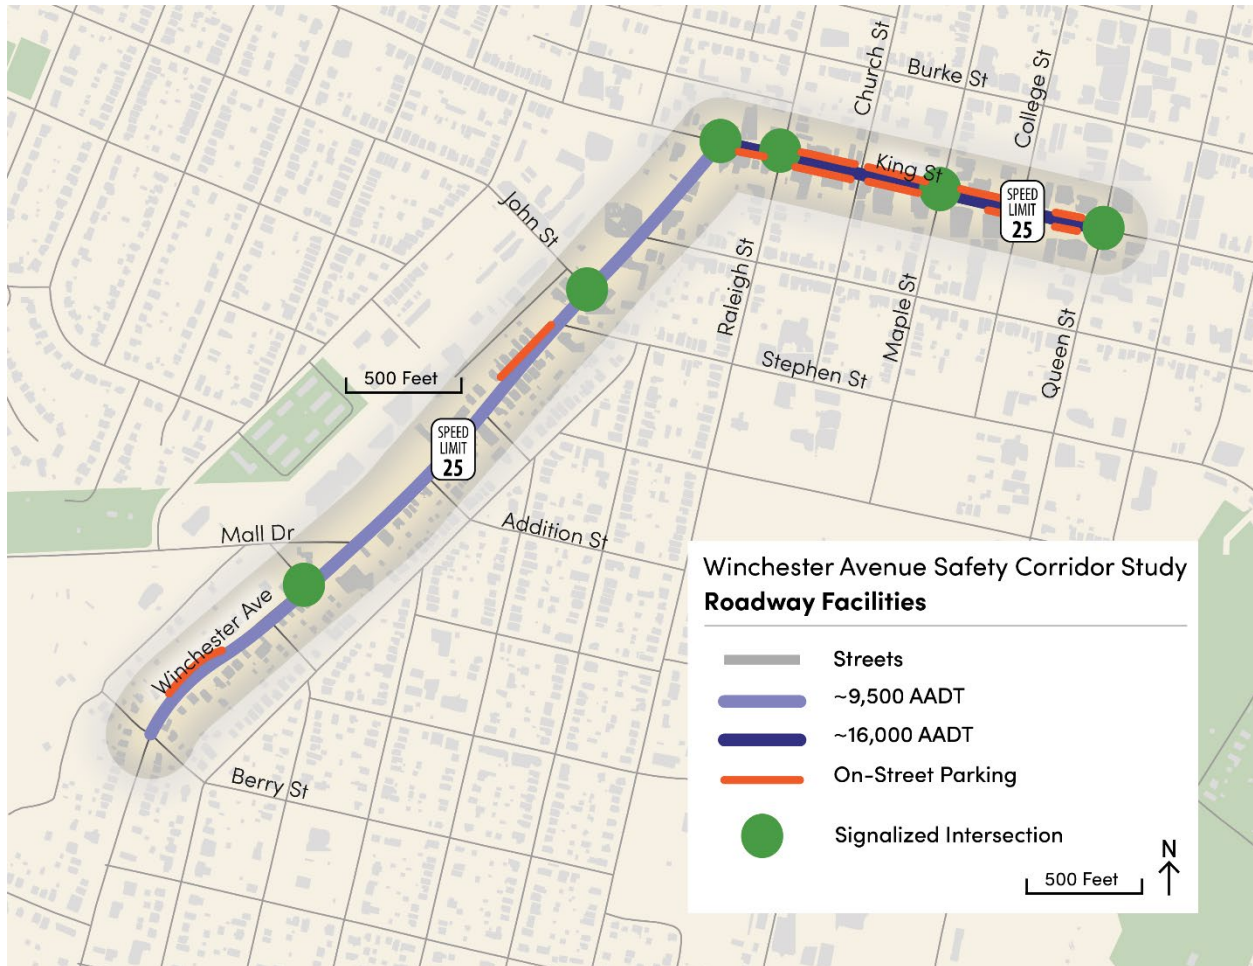 Church St
Burke St
College St
King St
SPEED
LIMIT
25
John St
Raleigh St
Maple St
Queen St
Stephen St
500 Feet
SPEED
LIMIT
25
Mall Dr
Addition St
Winchester Ave
Berry St
Winchester Avenue Safety Corridor Study
Roadway Facilities
Streets
~9,500 AADT
~16,000 AADT
On-Street Parking
Signalized Intersection
500 Feet
N